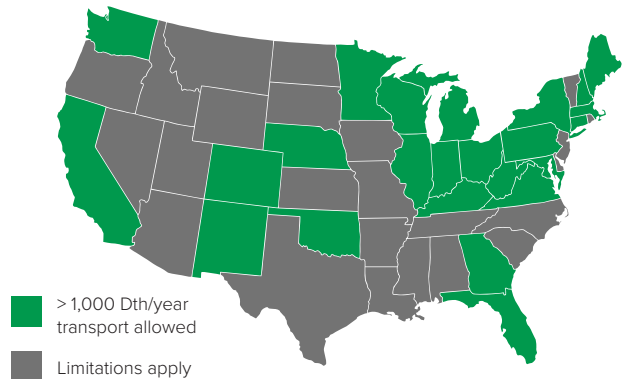 > 1,000 Dth/year
transport allowed
Limitations apply